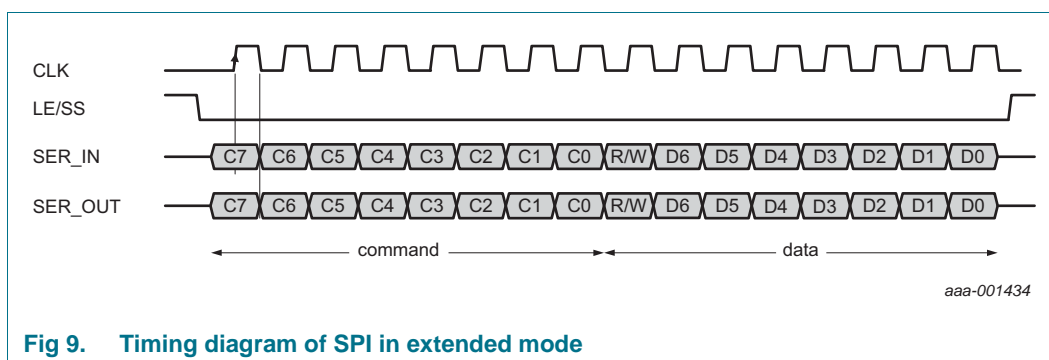 CLK
LE/SS
SER_IN C7 C6 C5 C4 C3 C2 C1 C0 R/W D6 D5 D4 D3 D2 D1 D0
SER_OUT C7 C6 C5 C4 C3 C2 C1 C0 R/W D6 D5 D4 D3 D2 D1 D0
command data
aaa-001434
Fig 9. Timing diagram of SPI in extended mode